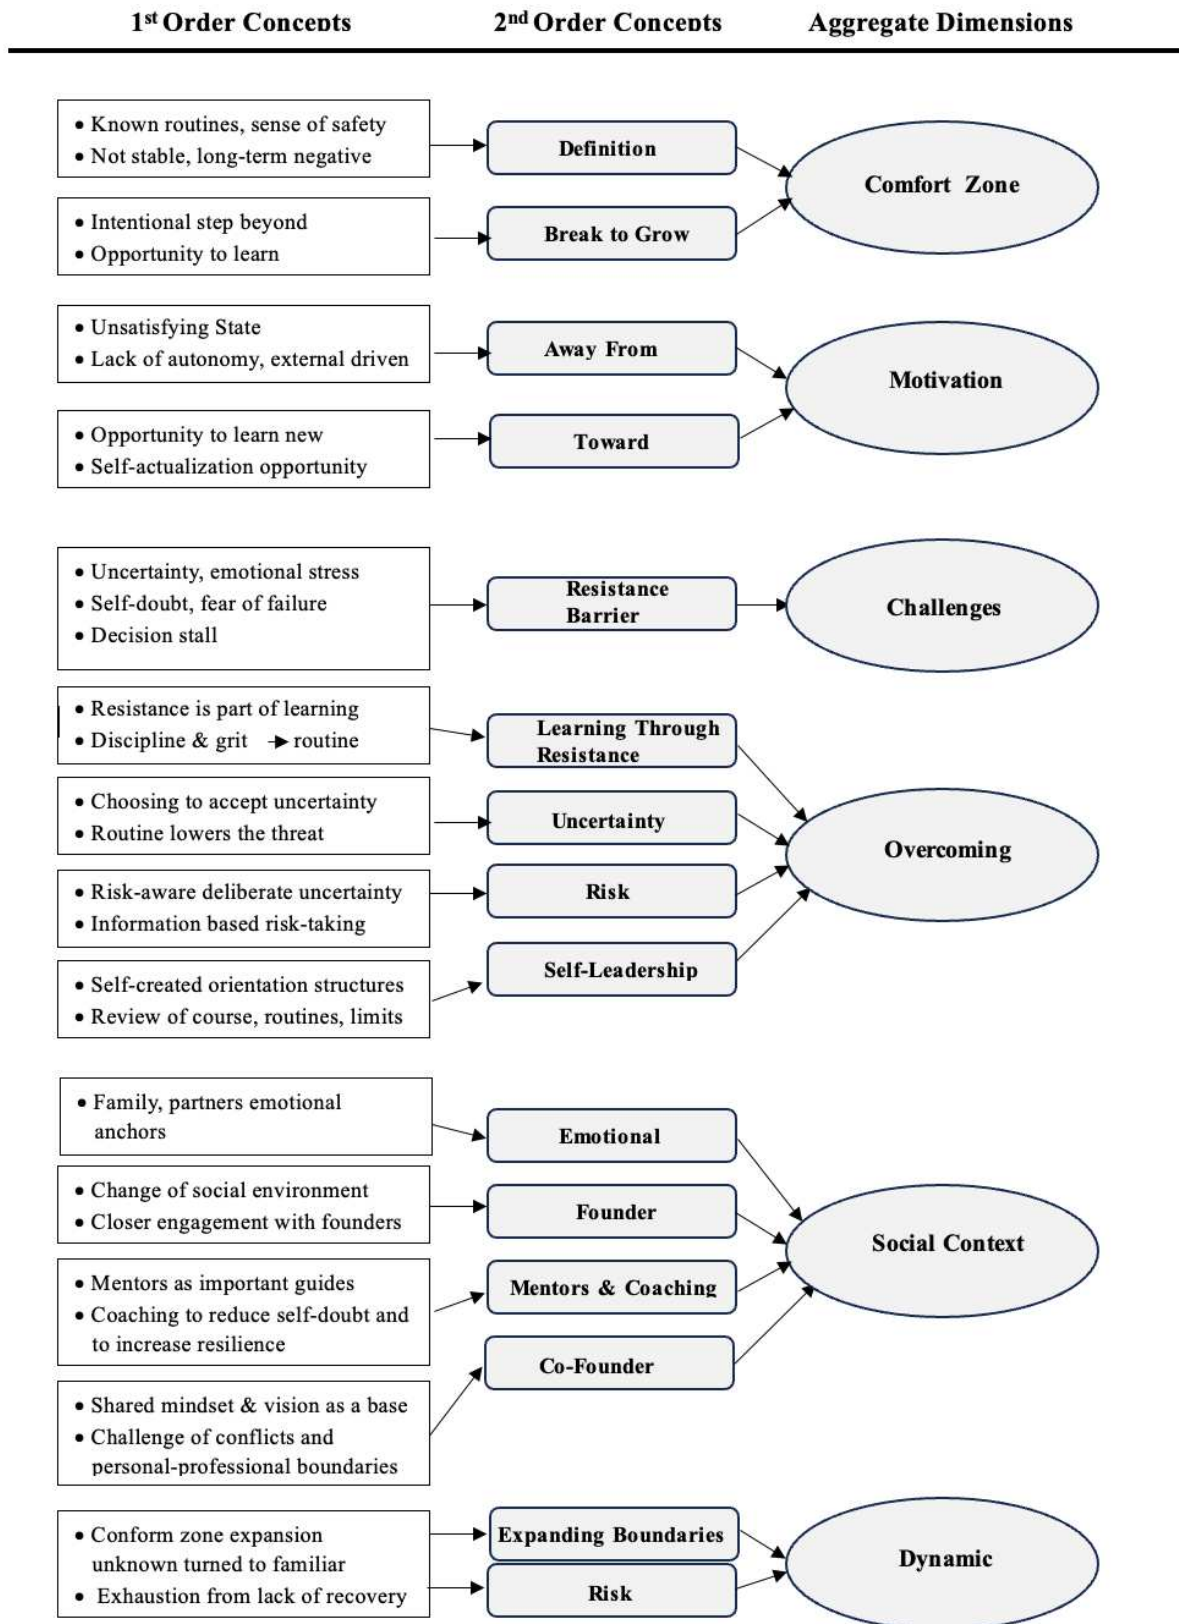 1st Order Concepts 2nd Order Concepts Aggregate Dimensions
• Known routines, sense of safety
• Not stable, long-term negative
Definition
• Intentional step beyond
• Opportunity to learn
Break to Grow
Comfort Zone
• Unsatisfying State
• Lack of autonomy, external driven
Away From
• Opportunity to learn new
• Self-actualization opportunity
Toward
Motivation
• Uncertainty, emotional stress
• Self-doubt, fear of failure
• Decision stall
Resistance
Barrier
Challenges
• Resistance is part of learning
• Discipline & grit → routine
Learning Through
Resistance
• Choosing to accept uncertainty
• Routine lowers the threat
Uncertainty
• Risk-aware deliberate uncertainty
• Information based risk-taking
Risk
• Self-created orientation structures
• Review of course, routines, limits
Self-Leadership
Overcoming
• Family, partners emotional
anchors
Emotional
• Change of social environment
• Closer engagement with founders
Founder
• Mentors as important guides
• Coaching to reduce self-doubt and
to increase resilience
Mentors & Coaching
• Shared mindset & vision as a base
• Challenge of conflicts and
personal-professional boundaries
Co-Founder
Social Context
• Conform zone expansion
unknown turned to familiar
• Exhaustion from lack of recovery
Expanding Boundaries
Risk
Dynamic